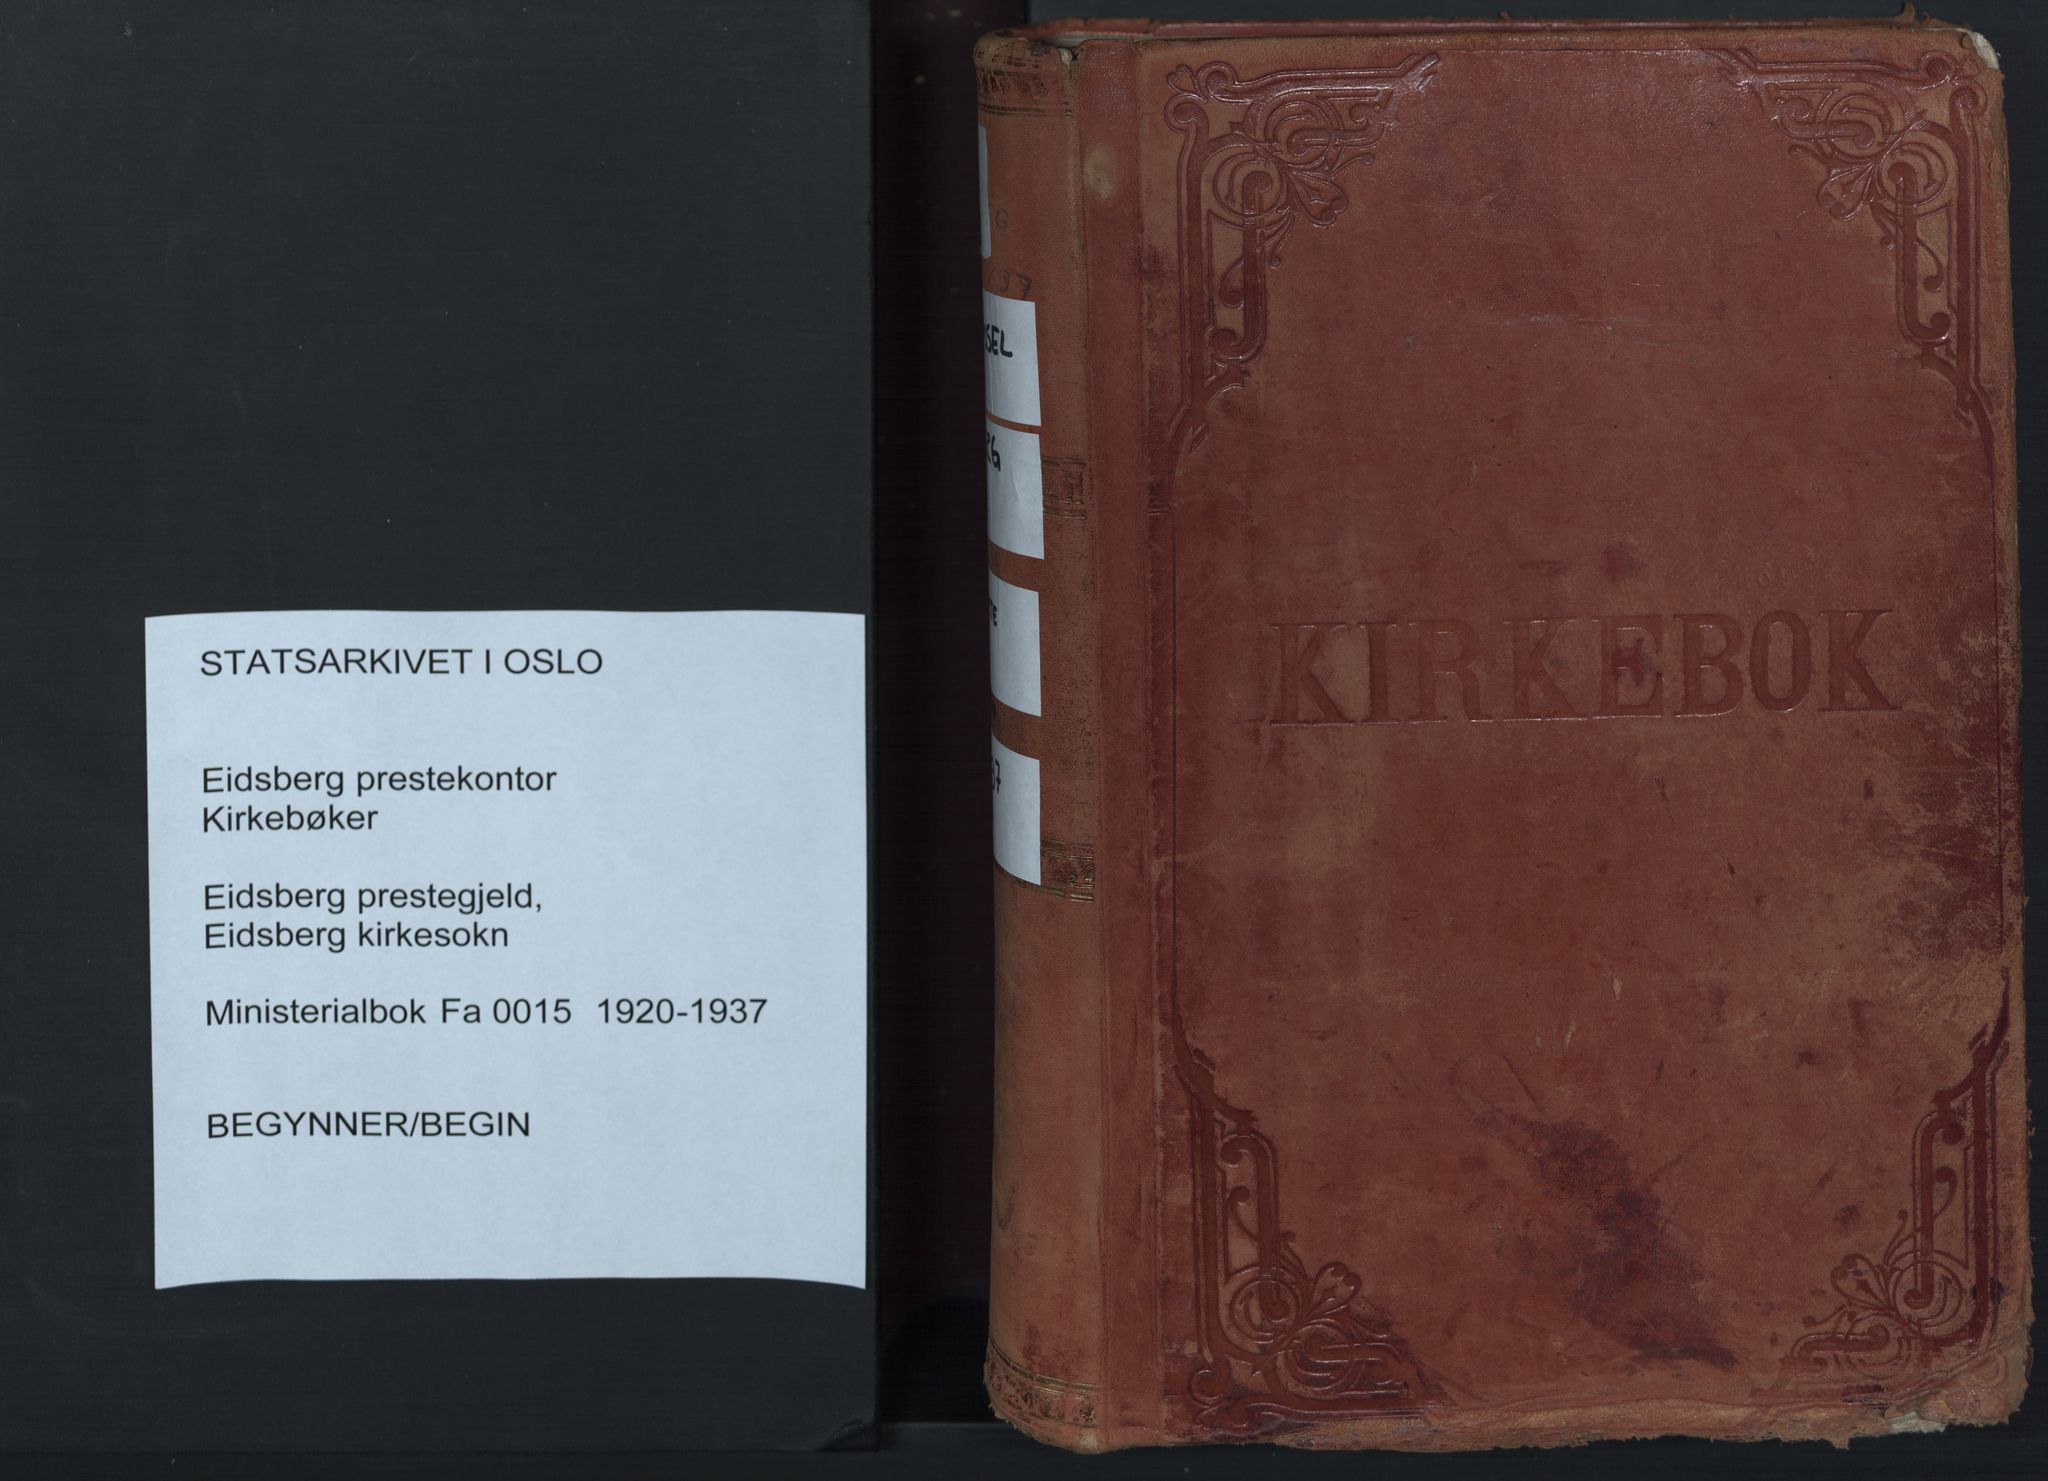 STATSARKIVET I OSLO
Eidsberg prestekontor
Kirkebøker
Eidsberg prestegjeld,
Eidsberg kirkesokn
Ministerialbok Fa 0015 1920-1937
BEGYNNER/BEGIN
KIRKEBOK